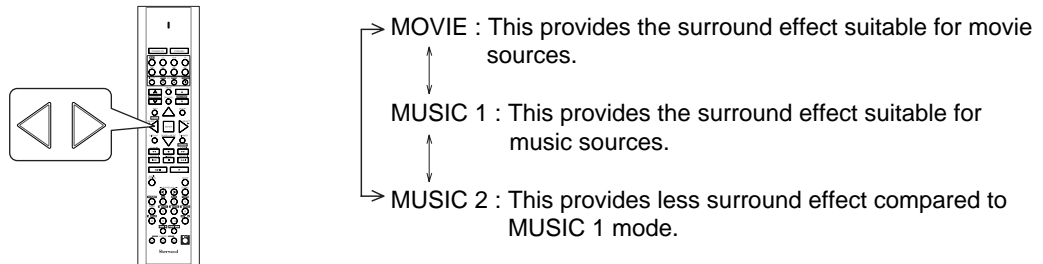 MOVIE : This provides the surround effect suitable for movie
sources.
MUSIC 1 : This provides the surround effect suitable for
music sources.
MUSIC 2 : This provides less surround effect compared to
MUSIC 1 mode.
Sherwood